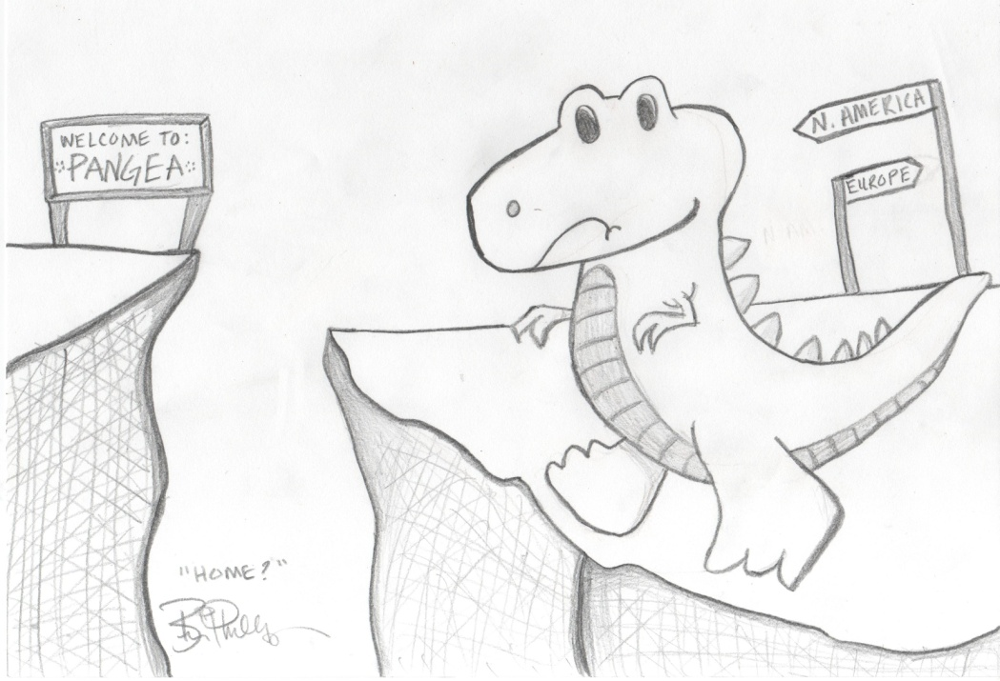 WELCOME TO:
PANGEA
N. AMERICA
EUROPE
"HOME?"